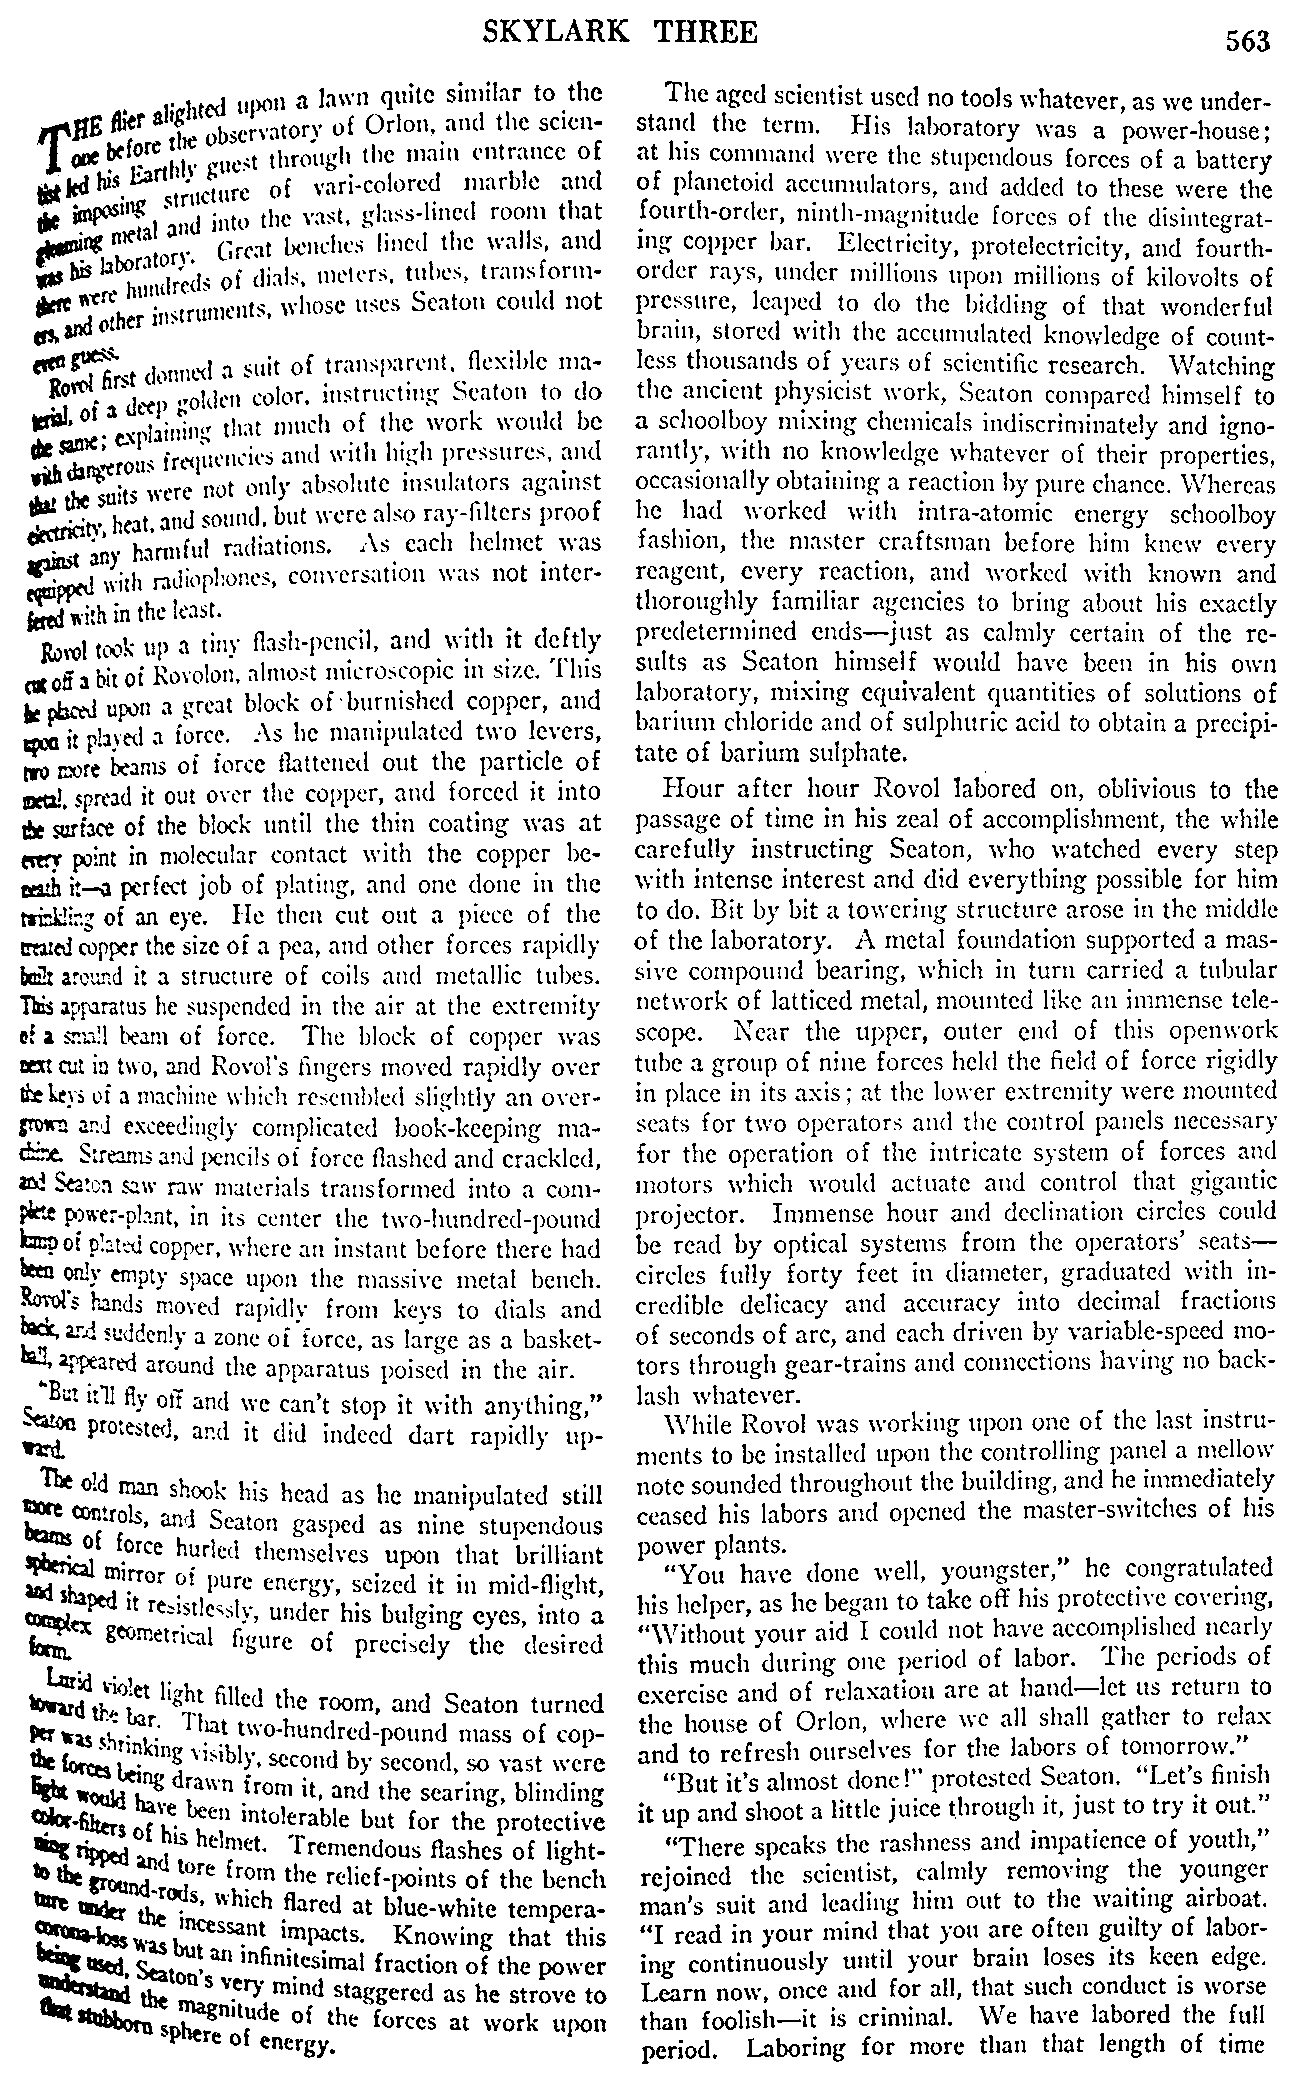 SKYLARK THREE
563
THE flier alighted upon a lawn quite similar to the
one before the observatory of Orlon, and the scien-
tist led his Earthly guest through the main entrance of
the imposing structure of vari-colored marble and
gleaming metal and into the vast, glass-lined room that
was his laboratory. Great benches lined the walls, and
there were hundreds of dials, meters, tubes, transform-
ers, and other instruments, whose uses Seaton could not
even guess.
Rovol first donned a suit of transparent, flexible ma-
terial, of a deep golden color, instructing Seaton to do
the same; explaining that much of the work would be
with dangerous frequencies and with high pressures, and
that the suits were not only absolute insulators against
electricity, heat, and sound, but were also ray-filters proof
against any harmful radiations. As each helmet was
equipped with radiophones, conversation was not inter-
fered with in the least.
Rovol took up a tiny flash-pencil, and with it deftly
cut off a bit of Rovolon, almost microscopic in size. This
he placed upon a great block of burnished copper, and
upon it played a force. As he manipulated two levers,
two more beams of force flattened out the particle of
metal, spread it out over the copper, and forced it into
the surface of the block until the thin coating was at
every point in molecular contact with the copper be-
neath it—a perfect job of plating, and one done in the
twinkling of an eye. He then cut out a piece of the
treated copper the size of a pea, and other forces rapidly
built around it a structure of coils and metallic tubes.
This apparatus he suspended in the air at the extremity
of a small beam of force. The block of copper was
next cut in two, and Rovol's fingers moved rapidly over
the keys of a machine which resembled slightly an over-
grown and exceedingly complicated book-keeping ma-
chine. Streams and pencils of force flashed and crackled,
and Seaton saw raw materials transformed into a com-
plete power-plant, in its center the two-hundred-pound
lump of plated copper, where an instant before there had
been only empty space upon the massive metal bench.
Rovol's hands moved rapidly from keys to dials and
back, and suddenly a zone of force, as large as a basket-
ball, appeared around the apparatus poised in the air.
"But it'll fly off and we can't stop it with anything,"
Seaton protested, and it did indeed dart rapidly up-
ward.
The old man shook his head as he manipulated still
more controls, and Seaton gasped as nine stupendous
beams of force hurled themselves upon that brilliant
spherical mirror of pure energy, seized it in mid-flight,
and shaped it resistlessly, under his bulging eyes, into a
complex geometrical figure of precisely the desired
form.
Lurid violet light filled the room, and Seaton turned
toward the bar. That two-hundred-pound mass of cop-
per was shrinking visibly, second by second, so vast were
the forces being drawn from it, and the searing, blinding
light would have been intolerable but for the protective
color-filters of his helmet. Tremendous flashes of light-
ning ripped and tore from the relief-points of the bench
to the ground-rods, which flared at blue-white tempera-
ture under the incessant impacts. Knowing that this
corona-loss was but an infinitesimal fraction of the power
being used, Seaton's very mind staggered as he strove to
understand the magnitude of the forces at work upon
that stubborn sphere of energy.
The aged scientist used no tools whatever, as we under-
stand the term. His laboratory was a power-house;
at his command were the stupendous forces of a battery
of planetoid accumulators, and added to these were the
fourth-order, ninth-magnitude forces of the disintegrat-
ing copper bar. Electricity, protelectricity, and fourth-
order rays, under millions upon millions of kilovolts of
pressure, leaped to do the bidding of that wonderful
brain, stored with the accumulated knowledge of count-
less thousands of years of scientific research. Watching
the ancient physicist work, Seaton compared himself to
a schoolboy mixing chemicals indiscriminately and igno-
rantly, with no knowledge whatever of their properties,
occasionally obtaining a reaction by pure chance. Whereas
he had worked with intra-atomic energy schoolboy
fashion, the master craftsman before him knew every
reagent, every reaction, and worked with known and
thoroughly familiar agencies to bring about his exactly
predetermined ends—just as calmly certain of the re-
sults as Seaton himself would have been in his own
laboratory, mixing equivalent quantities of solutions of
barium chloride and of sulphuric acid to obtain a precipi-
tate of barium sulphate.
Hour after hour Rovol labored on, oblivious to the
passage of time in his zeal of accomplishment, the while
carefully instructing Seaton, who watched every step
with intense interest and did everything possible for him
to do. Bit by bit a towering structure arose in the middle
of the laboratory. A metal foundation supported a mas-
sive compound bearing, which in turn carried a tubular
network of latticed metal, mounted like an immense tele-
scope. Near the upper, outer end of this openwork
tube a group of nine forces held the field of force rigidly
in place in its axis; at the lower extremity were mounted
seats for two operators and the control panels necessary
for the operation of the intricate system of forces and
motors which would actuate and control that gigantic
projector. Immense hour and declination circles could
be read by optical systems from the operators' seats—
circles fully forty feet in diameter, graduated with in-
credible delicacy and accuracy into decimal fractions
of seconds of arc, and each driven by variable-speed mo-
tors through gear-trains and connections having no back-
lash whatever.
While Rovol was working upon one of the last instru-
ments to be installed upon the controlling panel a mellow
note sounded throughout the building, and he immediately
ceased his labors and opened the master-switches of his
power plants.
"You have done well, youngster," he congratulated
his helper, as he began to take off his protective covering,
"Without your aid I could not have accomplished nearly
this much during one period of labor. The periods of
exercise and of relaxation are at hand—let us return to
the house of Orlon, where we all shall gather to relax
and to refresh ourselves for the labors of tomorrow."
"But it's almost done!" protested Seaton. "Let's finish
it up and shoot a little juice through it, just to try it out."
"There speaks the rashness and impatience of youth,"
rejoined the scientist, calmly removing the younger
man's suit and leading him out to the waiting airboat.
"I read in your mind that you are often guilty of labor-
ing continuously until your brain loses its keen edge.
Learn now, once and for all, that such conduct is worse
than foolish—it is criminal. We have labored the full
period. Laboring for more than that length of time